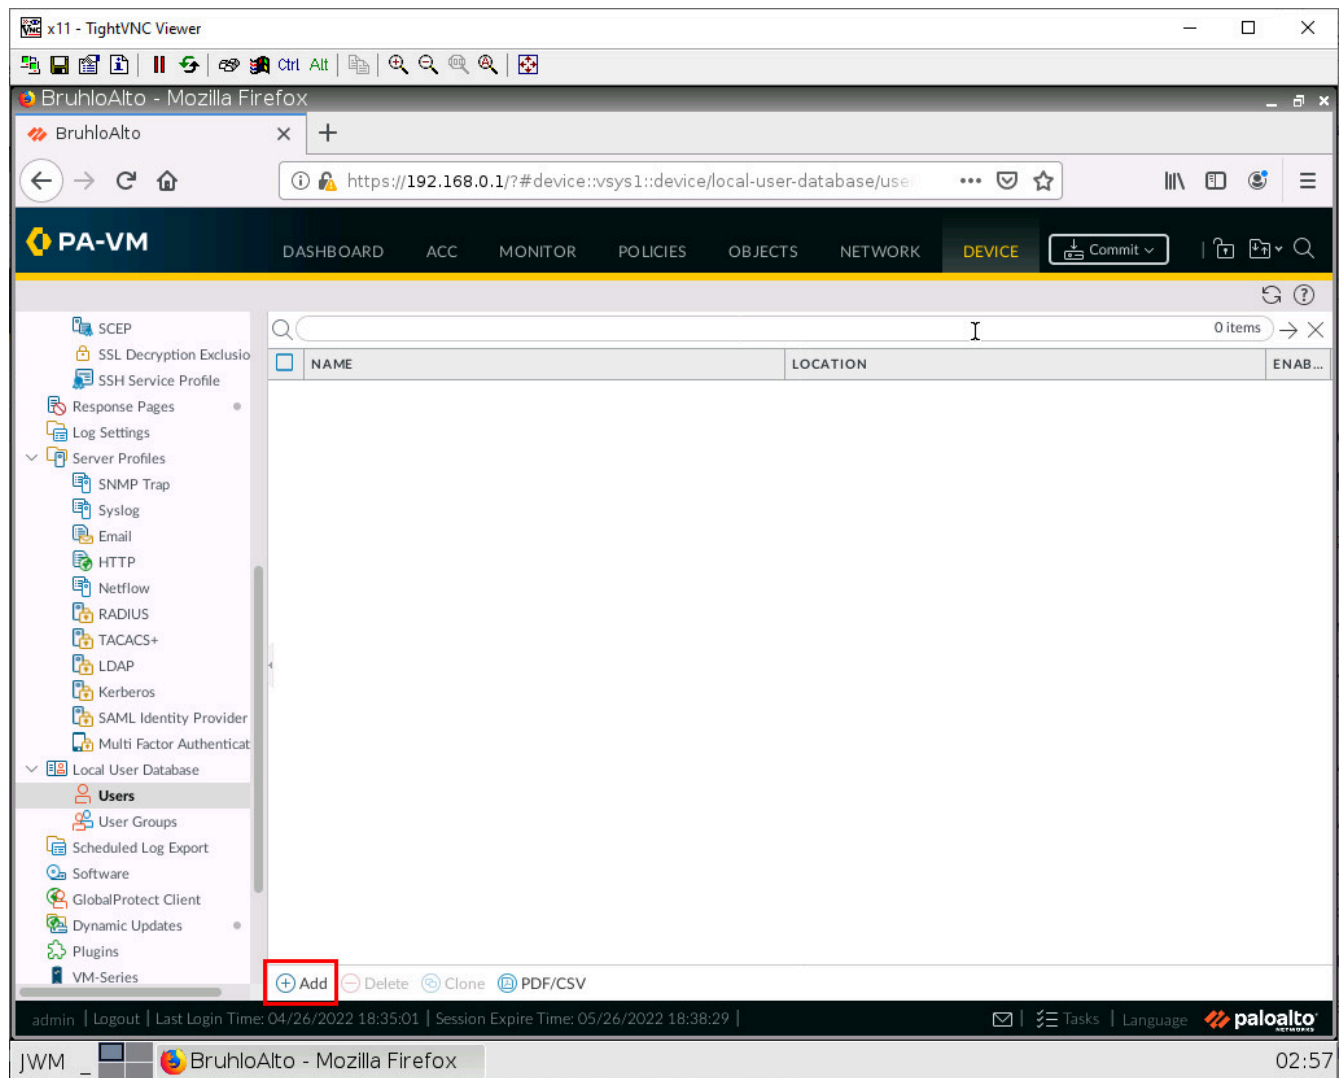 x11 - TightVNC Viewer
Ctrl Alt
BruhloAlto - Mozilla Firefox
BruhloAlto
https://192.168.0.1/?#device::vsys1::device/local-user-database/use
PA-VM
DASHBOARD ACC MONITOR POLICIES OBJECTS NETWORK DEVICE Commit
SCEP
0 items
SSL Decryption Exclusio
NAME LOCATION ENAB...
SSH Service Profile
Response Pages
Log Settings
Server Profiles
SNMP Trap
Syslog
Email
HTTP
Netflow
RADIUS
TACACS+
LDAP
Kerberos
SAML Identity Provider
Multi Factor Authenticat
Local User Database
Users
User Groups
Scheduled Log Export
Software
GlobalProtect Client
Dynamic Updates
Plugins
VM-Series
Add Delete Clone PDF/CSV
admin | Logout | Last Login Time: 04/26/2022 18:35:01 | Session Expire Time: 05/26/2022 18:38:29 | | Tasks | Language paloalto NETWORKS
JWM _ BruhloAlto - Mozilla Firefox 02:57